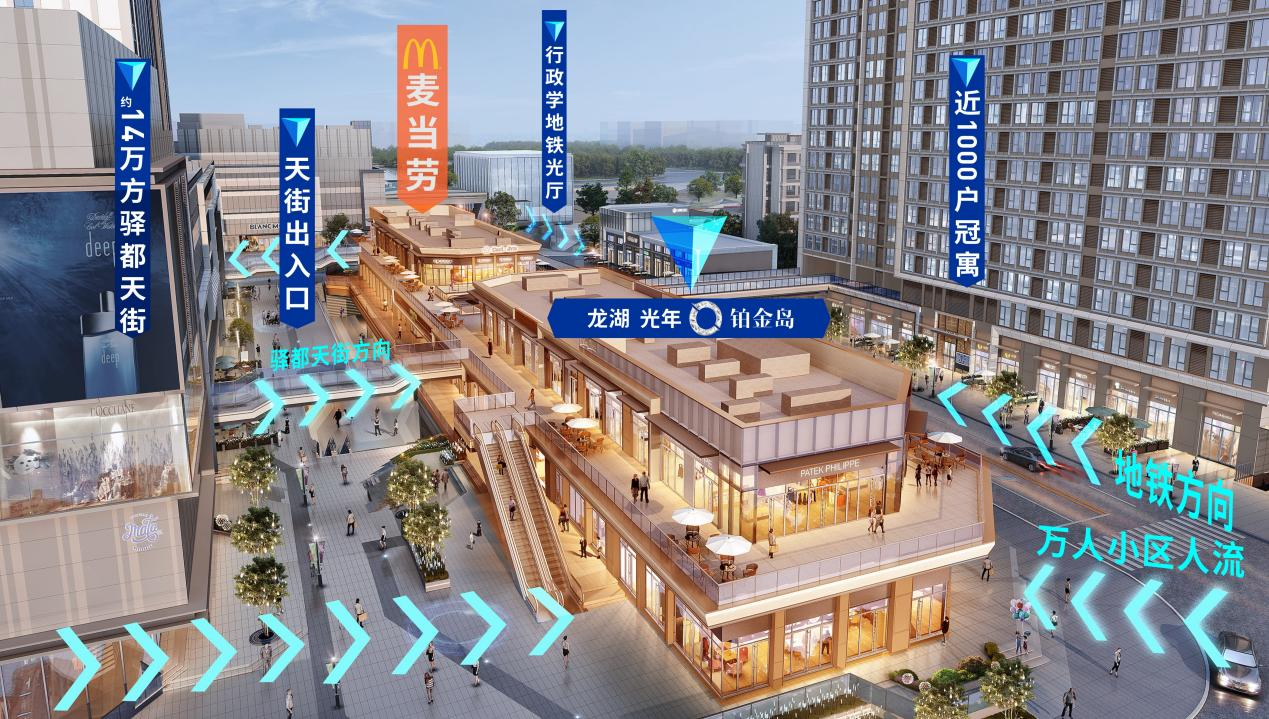 约14万方驿都天街
天街出入口
麦当劳
行政学地铁光厅
近1000户冠寓
龙湖 光年 铂金岛
驿都天街方向
地铁方向
万人小区人流
PATEK PHILIPPE
L'OCCITANE
deep
deep